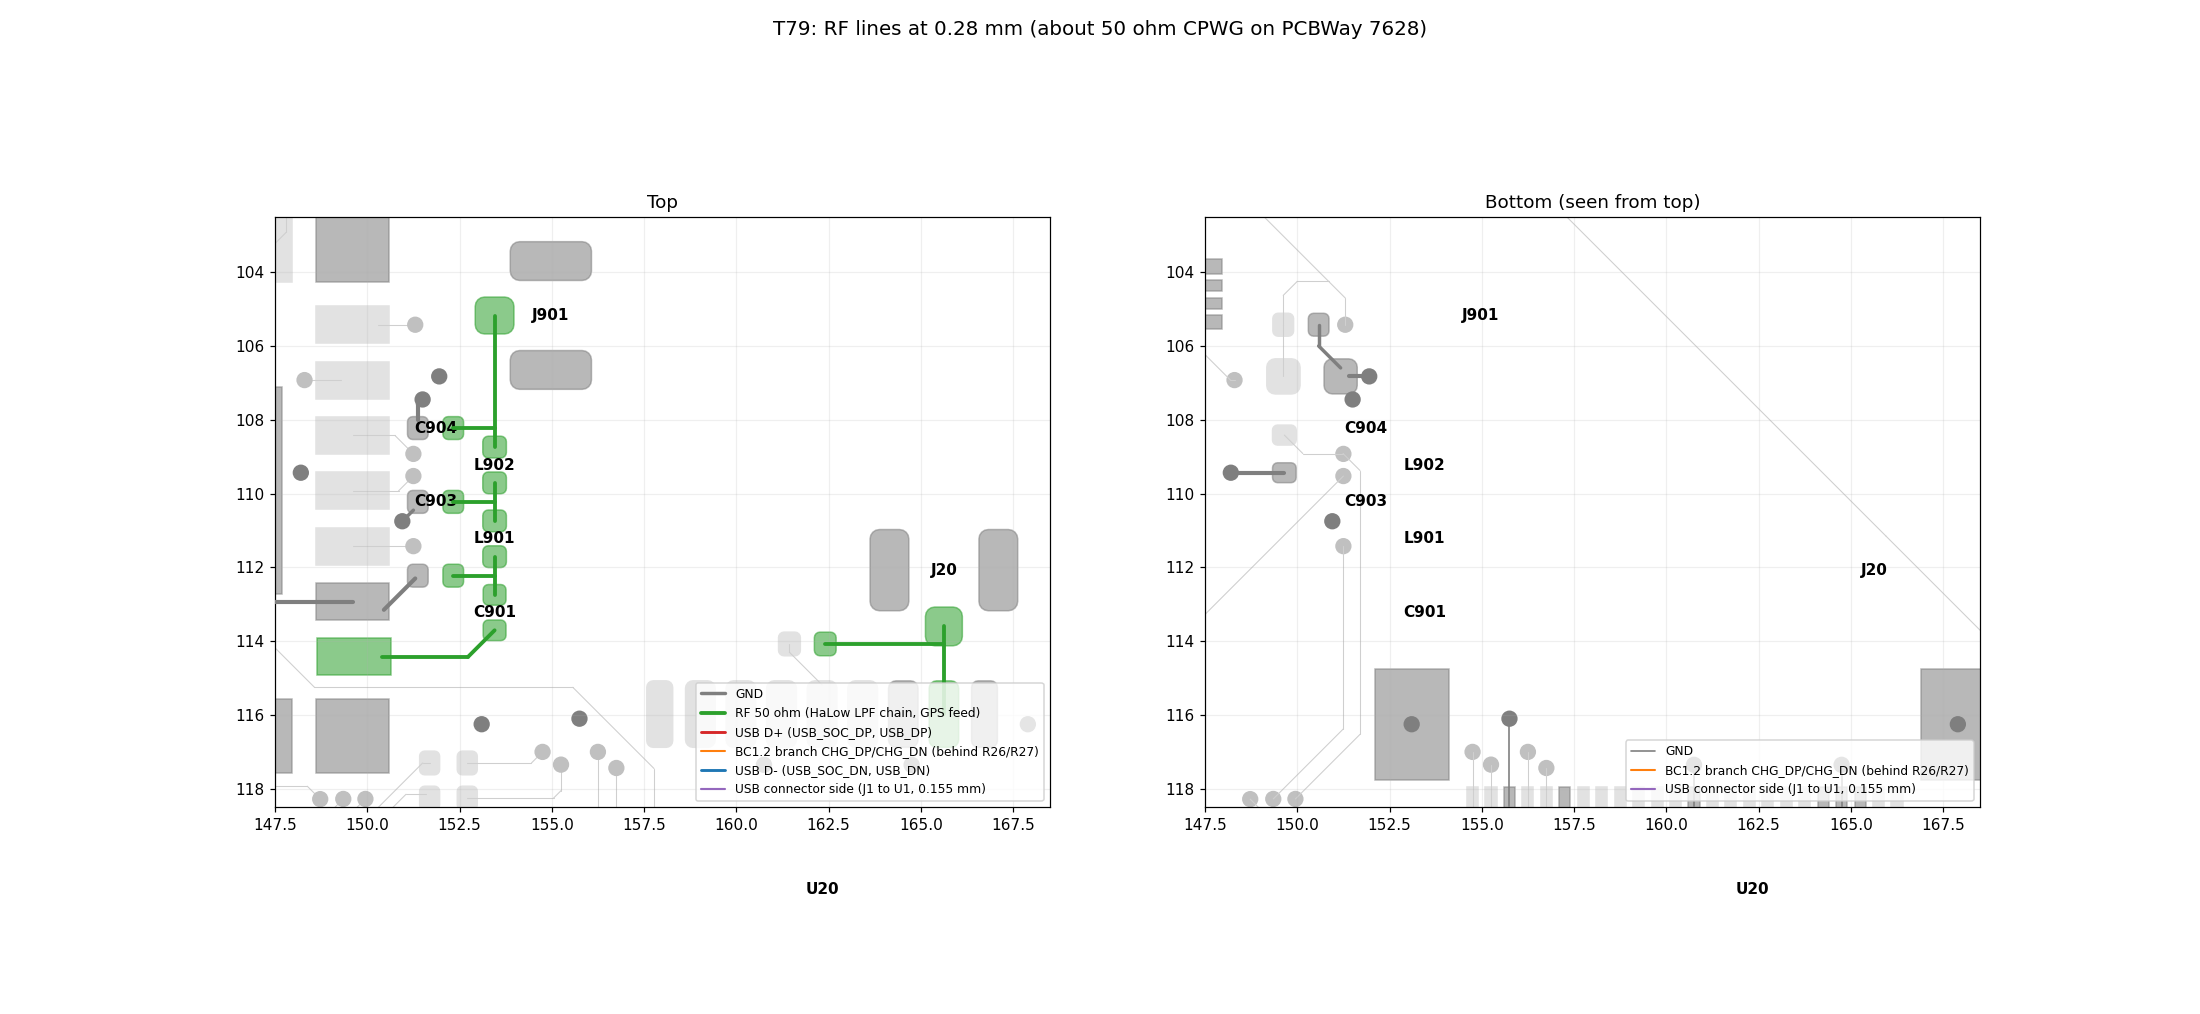 T79: RF lines at 0.28 mm (about 50 ohm CPWG on PCBWay 7628)
Top
104
106
108
110
112
114
116
118
147.5 150.0 152.5 155.0 157.5 160.0 162.5 165.0 167.5
J901
C904
L902
C903
L901
J20
C901
GND
RF 50 ohm (HaLow LPF chain, GPS feed)
USB D+ (USB_SOC_DP, USB_DP)
BC1.2 branch CHG_DP/CHG_DN (behind R26/R27)
USB D- (USB_SOC_DN, USB_DN)
USB connector side (J1 to U1, 0.155 mm)
U20
Bottom (seen from top)
104
106
108
110
112
114
116
118
147.5 150.0 152.5 155.0 157.5 160.0 162.5 165.0 167.5
J901
C904
L902
C903
L901
J20
C901
GND
BC1.2 branch CHG_DP/CHG_DN (behind R26/R27)
USB connector side (J1 to U1, 0.155 mm)
U20